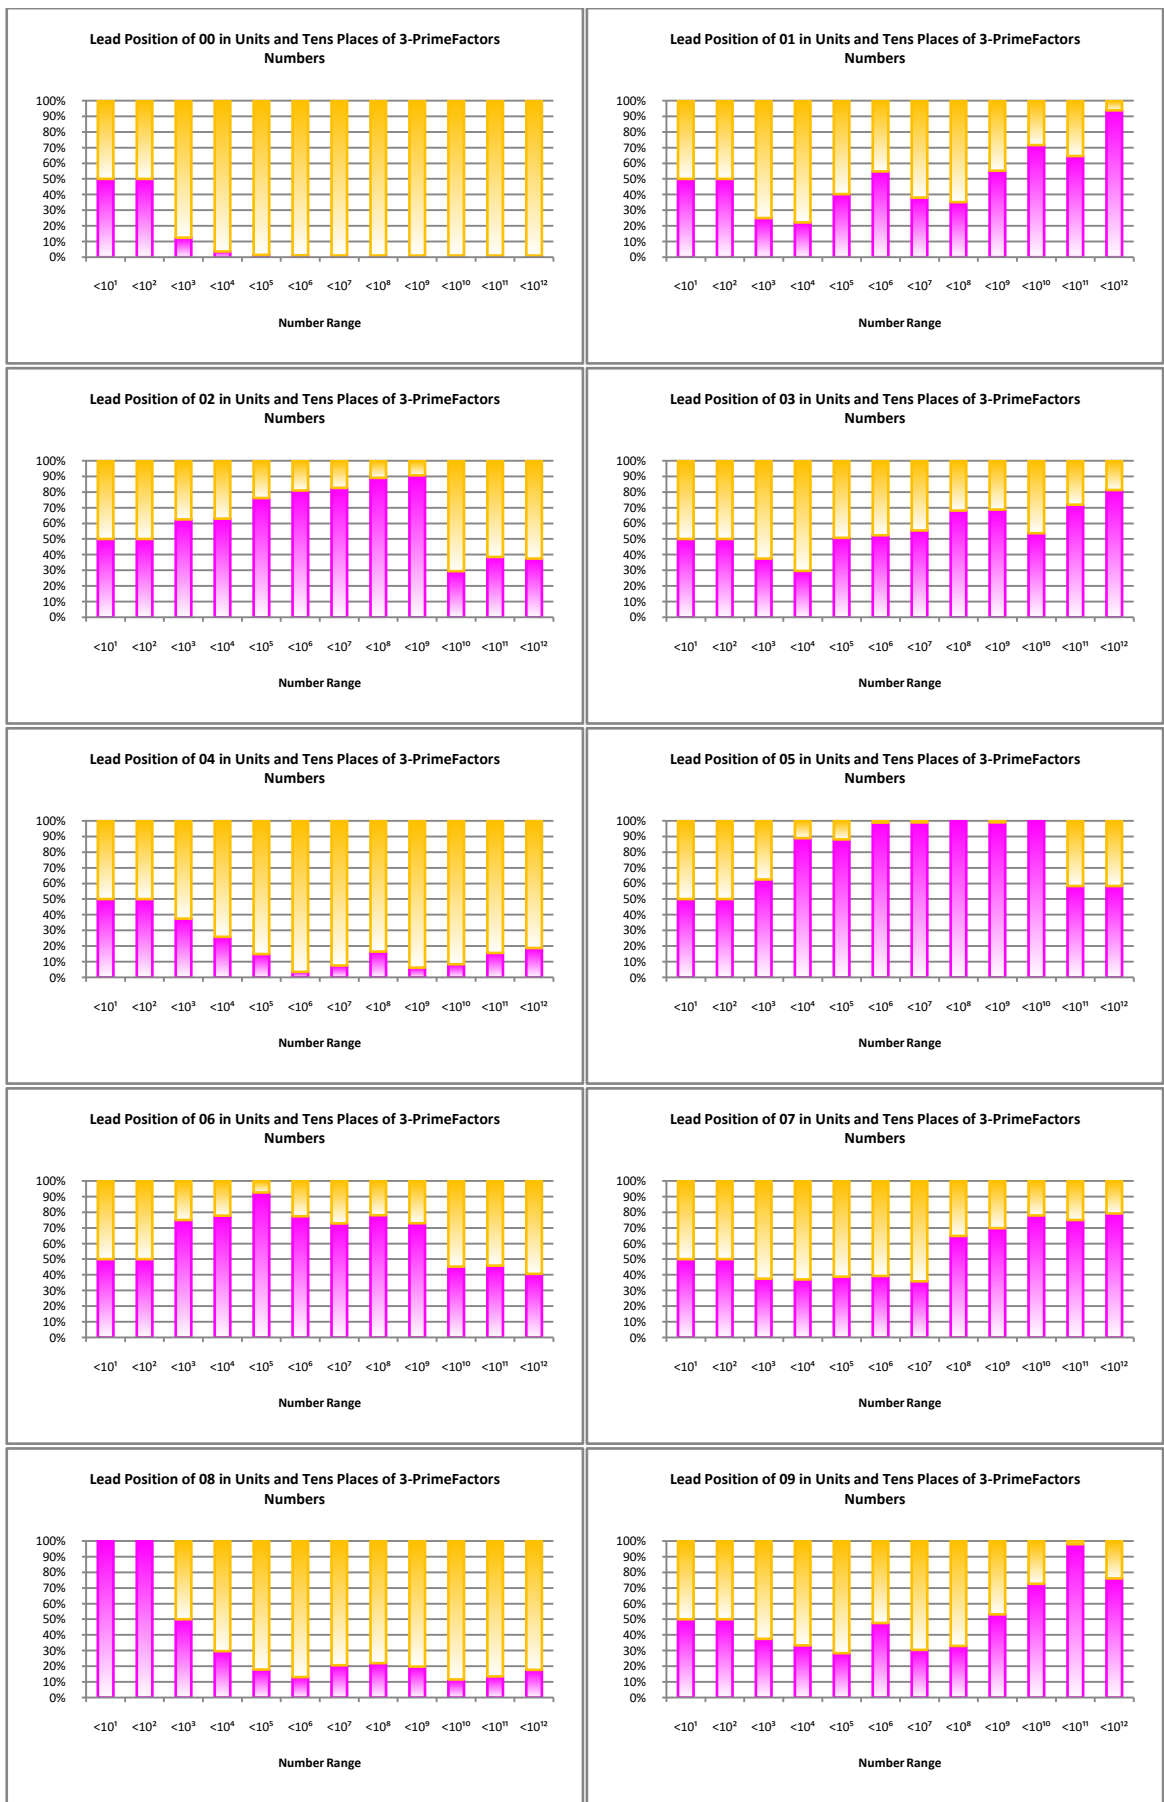 Lead Position of 00 in Units and Tens Places of 3-PrimeFactors
Numbers
100%
90%
80%
70%
60%
50%
40%
30%
20%
10%
0%
<10¹ <10² <10³ <10⁴ <10⁵ <10⁶ <10⁷ <10⁸ <10⁹ <10¹⁰ <10¹¹ <10¹²
Number Range
Lead Position of 01 in Units and Tens Places of 3-PrimeFactors
Numbers
100%
90%
80%
70%
60%
50%
40%
30%
20%
10%
0%
<10¹ <10² <10³ <10⁴ <10⁵ <10⁶ <10⁷ <10⁸ <10⁹ <10¹⁰ <10¹¹ <10¹²
Number Range
Lead Position of 02 in Units and Tens Places of 3-PrimeFactors
Numbers
100%
90%
80%
70%
60%
50%
40%
30%
20%
10%
0%
<10¹ <10² <10³ <10⁴ <10⁵ <10⁶ <10⁷ <10⁸ <10⁹ <10¹⁰ <10¹¹ <10¹²
Number Range
Lead Position of 03 in Units and Tens Places of 3-PrimeFactors
Numbers
100%
90%
80%
70%
60%
50%
40%
30%
20%
10%
0%
<10¹ <10² <10³ <10⁴ <10⁵ <10⁶ <10⁷ <10⁸ <10⁹ <10¹⁰ <10¹¹ <10¹²
Number Range
Lead Position of 04 in Units and Tens Places of 3-PrimeFactors
Numbers
100%
90%
80%
70%
60%
50%
40%
30%
20%
10%
0%
<10¹ <10² <10³ <10⁴ <10⁵ <10⁶ <10⁷ <10⁸ <10⁹ <10¹⁰ <10¹¹ <10¹²
Number Range
Lead Position of 05 in Units and Tens Places of 3-PrimeFactors
Numbers
100%
90%
80%
70%
60%
50%
40%
30%
20%
10%
0%
<10¹ <10² <10³ <10⁴ <10⁵ <10⁶ <10⁷ <10⁸ <10⁹ <10¹⁰ <10¹¹ <10¹²
Number Range
Lead Position of 06 in Units and Tens Places of 3-PrimeFactors
Numbers
100%
90%
80%
70%
60%
50%
40%
30%
20%
10%
0%
<10¹ <10² <10³ <10⁴ <10⁵ <10⁶ <10⁷ <10⁸ <10⁹ <10¹⁰ <10¹¹ <10¹²
Number Range
Lead Position of 07 in Units and Tens Places of 3-PrimeFactors
Numbers
100%
90%
80%
70%
60%
50%
40%
30%
20%
10%
0%
<10¹ <10² <10³ <10⁴ <10⁵ <10⁶ <10⁷ <10⁸ <10⁹ <10¹⁰ <10¹¹ <10¹²
Number Range
Lead Position of 08 in Units and Tens Places of 3-PrimeFactors
Numbers
100%
90%
80%
70%
60%
50%
40%
30%
20%
10%
0%
<10¹ <10² <10³ <10⁴ <10⁵ <10⁶ <10⁷ <10⁸ <10⁹ <10¹⁰ <10¹¹ <10¹²
Number Range
Lead Position of 09 in Units and Tens Places of 3-PrimeFactors
Numbers
100%
90%
80%
70%
60%
50%
40%
30%
20%
10%
0%
<10¹ <10² <10³ <10⁴ <10⁵ <10⁶ <10⁷ <10⁸ <10⁹ <10¹⁰ <10¹¹ <10¹²
Number Range